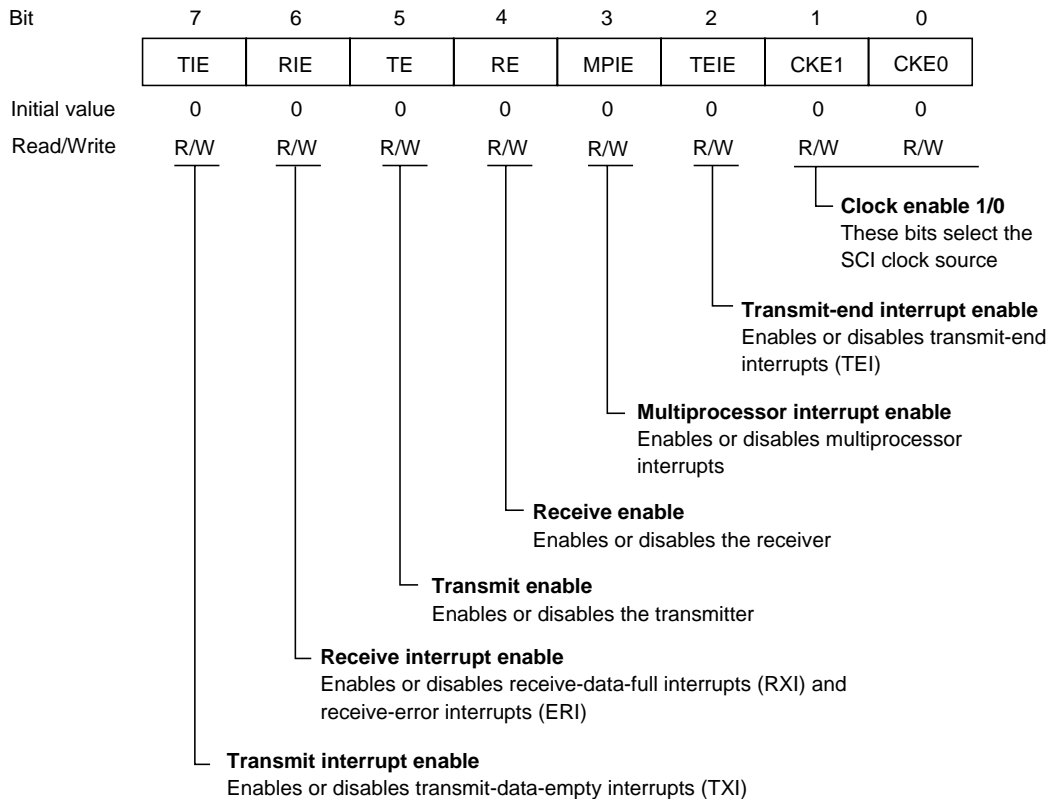 Bit 7 6 5 4 3 2 1 0
TIE RIE TE RE MPIE TEIE CKE1 CKE0
Initial value 0 0 0 0 0 0 0 0
Read/Write R/W R/W R/W R/W R/W R/W R/W R/W
Clock enable 1/0
These bits select the
SCI clock source
Transmit-end interrupt enable
Enables or disables transmit-end
interrupts (TEI)
Multiprocessor interrupt enable
Enables or disables multiprocessor
interrupts
Receive enable
Enables or disables the receiver
Transmit enable
Enables or disables the transmitter
Receive interrupt enable
Enables or disables receive-data-full interrupts (RXI) and
receive-error interrupts (ERI)
Transmit interrupt enable
Enables or disables transmit-data-empty interrupts (TXI)